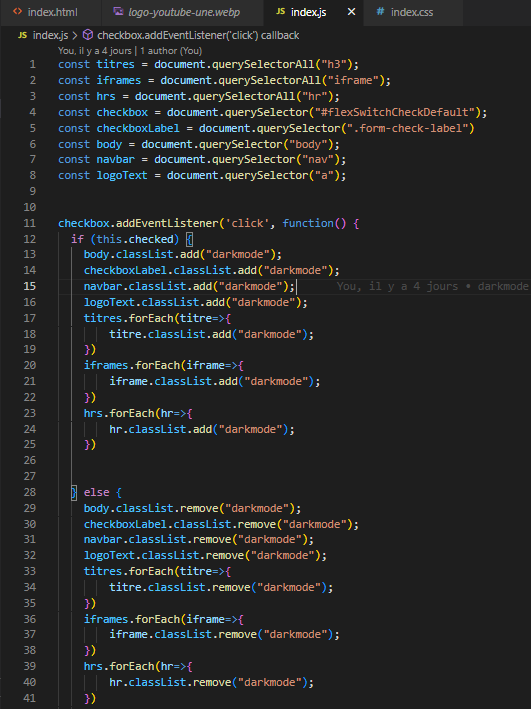 index.html logo-youtube-une.webp JS index.js × # index.css
JS index.js > checkbox.addEventListener('click') callback
You, il y a 4 jours | 1 author (You)
1 const titres = document.querySelectorAll("h3");
2 const iframes = document.querySelectorAll("iframe");
3 const hrs = document.querySelectorAll("hr");
4 const checkbox = document.querySelector("#flexSwitchCheckDefault");
5 const checkboxLabel = document.querySelector(".form-check-label")
6 const body = document.querySelector("body");
7 const navbar = document.querySelector("nav");
8 const logoText = document.querySelector("a");
9
10
11 checkbox.addEventListener('click', function() {
12 if (this.checked) {
13 body.classList.add("darkmode");
14 checkboxLabel.classList.add("darkmode");
15 navbar.classList.add("darkmode"); You, il y a 4 jours • darkmode
16 logoText.classList.add("darkmode");
17 titres.forEach(titre=>{
18 titre.classList.add("darkmode");
19 })
20 iframes.forEach(iframe=>{
21 iframe.classList.add("darkmode");
22 })
23 hrs.forEach(hr=>{
24 hr.classList.add("darkmode");
25 })
26
27
28 } else {
29 body.classList.remove("darkmode");
30 checkboxLabel.classList.remove("darkmode");
31 navbar.classList.remove("darkmode");
32 logoText.classList.remove("darkmode");
33 titres.forEach(titre=>{
34 titre.classList.remove("darkmode");
35 })
36 iframes.forEach(iframe=>{
37 iframe.classList.remove("darkmode");
38 })
39 hrs.forEach(hr=>{
40 hr.classList.remove("darkmode");
41 })